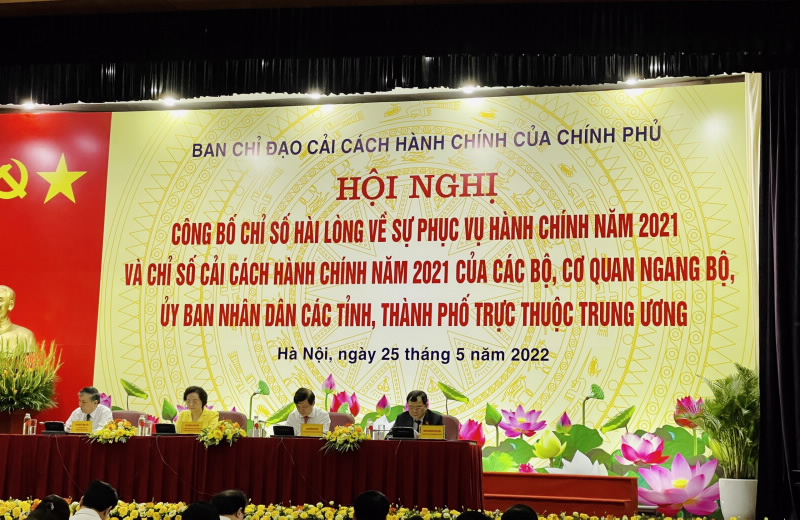 BAN CHỈ ĐẠO CẢI CÁCH HÀNH CHÍNH CỦA CHÍNH PHỦ
HỘI NGHỊ
CÔNG BỐ CHỈ SỐ HÀI LÒNG VỀ SỰ PHỤC VỤ HÀNH CHÍNH NĂM 2021
VÀ CHỈ SỐ CẢI CÁCH HÀNH CHÍNH NĂM 2021 CỦA CÁC BỘ, CƠ QUAN NGANG BỘ,
ỦY BAN NHÂN DÂN CÁC TỈNH, THÀNH PHỐ TRỰC THUỘC TRUNG ƯƠNG
Hà Nội, ngày 25 tháng 5 năm 2022